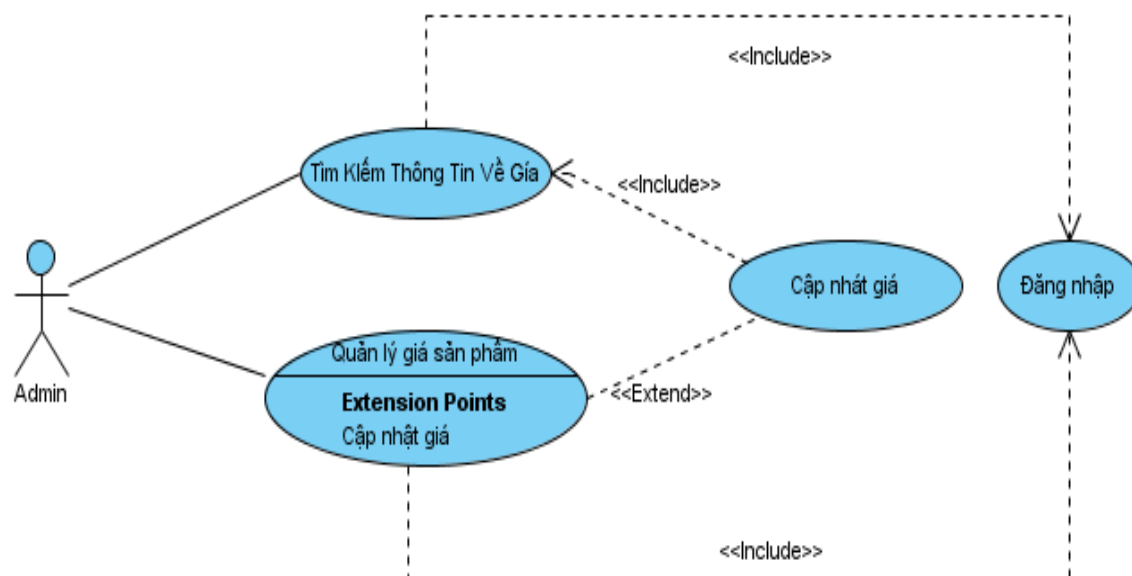 <<Include>>
Tìm KIếm Thông Tin Về Gía
<<Include>>
Cập nhát giá
Đăng nhập
Quản lý giá sản phẩm
Admin
<<Extend>>
Extension Points
Cập nhật giá
<<Include>>